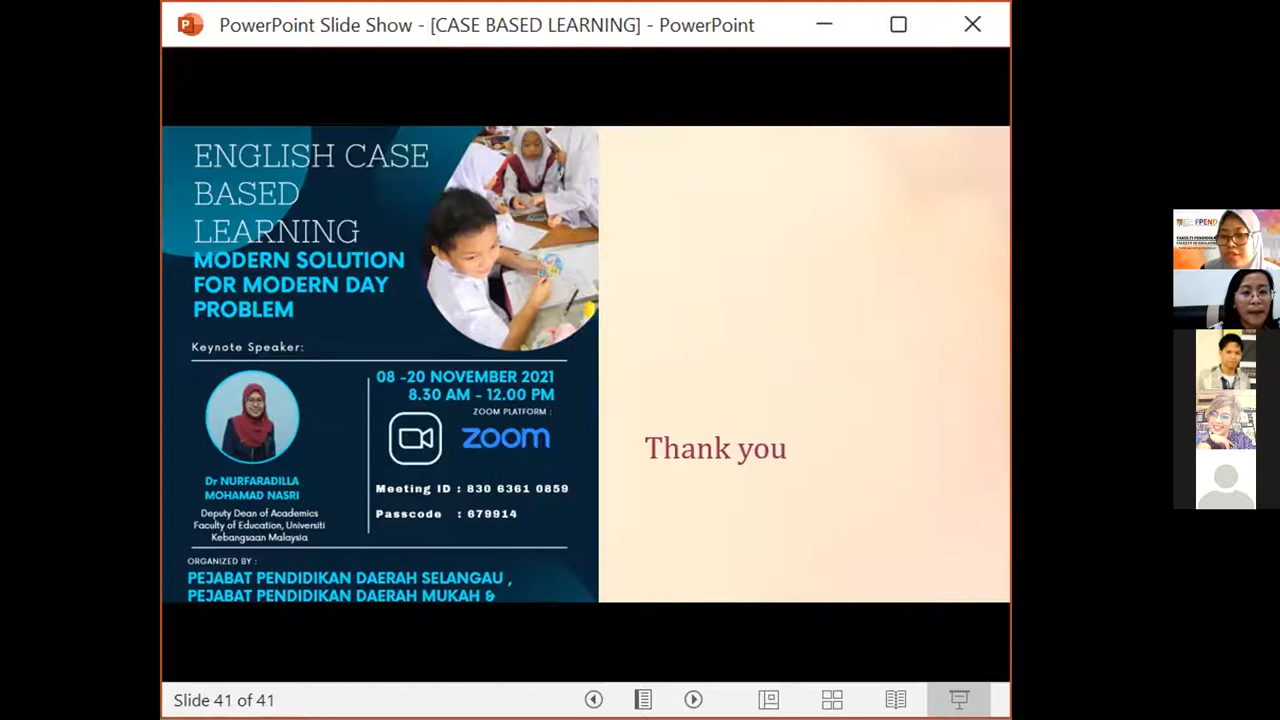 PowerPoint Slide Show - [CASE BASED LEARNING] - PowerPoint
ENGLISH CASE
BASED
LEARNING
MODERN SOLUTION
FOR MODERN DAY
PROBLEM
Keynote Speaker:
08 -20 NOVEMBER 2021
8.30 AM - 12.00 PM
ZOOM PLATFORM :
zoom
Dr NURFARADILLA
MOHAMAD NASRI
Deputy Dean of Academics
Faculty of Education, Universiti
Kebangsaan Malaysia
Meeting ID : 830 6361 0859
Passcode : 679914
ORGANIZED BY :
PEJABAT PENDIDIKAN DAERAH SELANGAU ,
PEJABAT PENDIDIKAN DAERAH MUKAH &
Thank you
Slide 41 of 41
FPEND